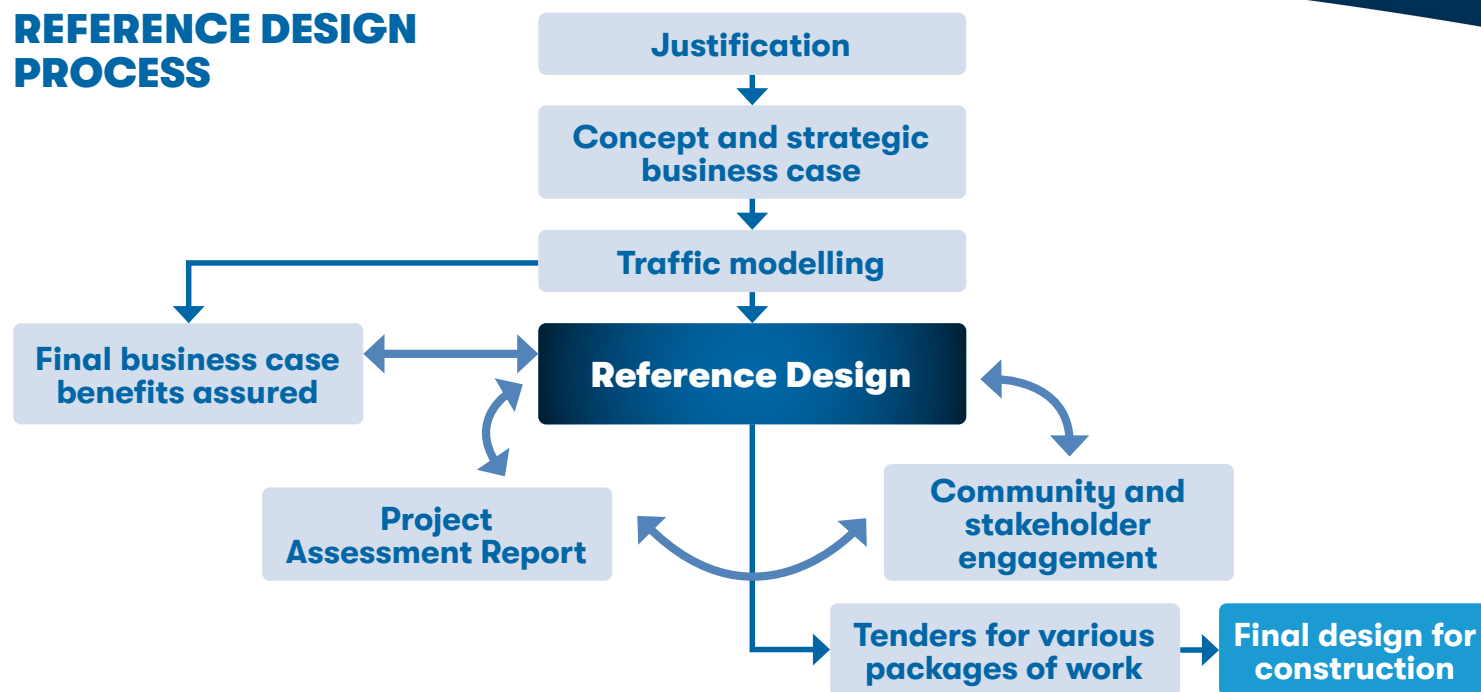 REFERENCE DESIGN
PROCESS
Justification
Concept and strategic
business case
Traffic modelling
Final business case
benefits assured
Reference Design
Project
Assessment Report
Community and
stakeholder
engagement
Tenders for various
packages of work
Final design for
construction